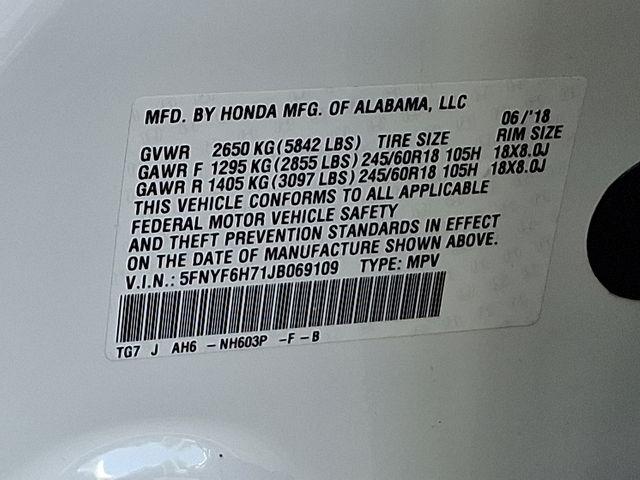 MFD. BY HONDA MFG. OF ALABAMA, LLC
06/'18
GVWR 2650 KG (5842 LBS) TIRE SIZE RIM SIZE
GAWR F 1295 KG (2855 LBS) 245/60R18 105H 18X8.0J
GAWR R 1405 KG (3097 LBS) 245/60R18 105H 18X8.0J
THIS VEHICLE CONFORMS TO ALL APPLICABLE
FEDERAL MOTOR VEHICLE SAFETY
AND THEFT PREVENTION STANDARDS IN EFFECT
ON THE DATE OF MANUFACTURE SHOWN ABOVE.
V.I.N.: 5FNYF6H71JB069109 TYPE: MPV
TG7 J AH6 -NH603P -F-B